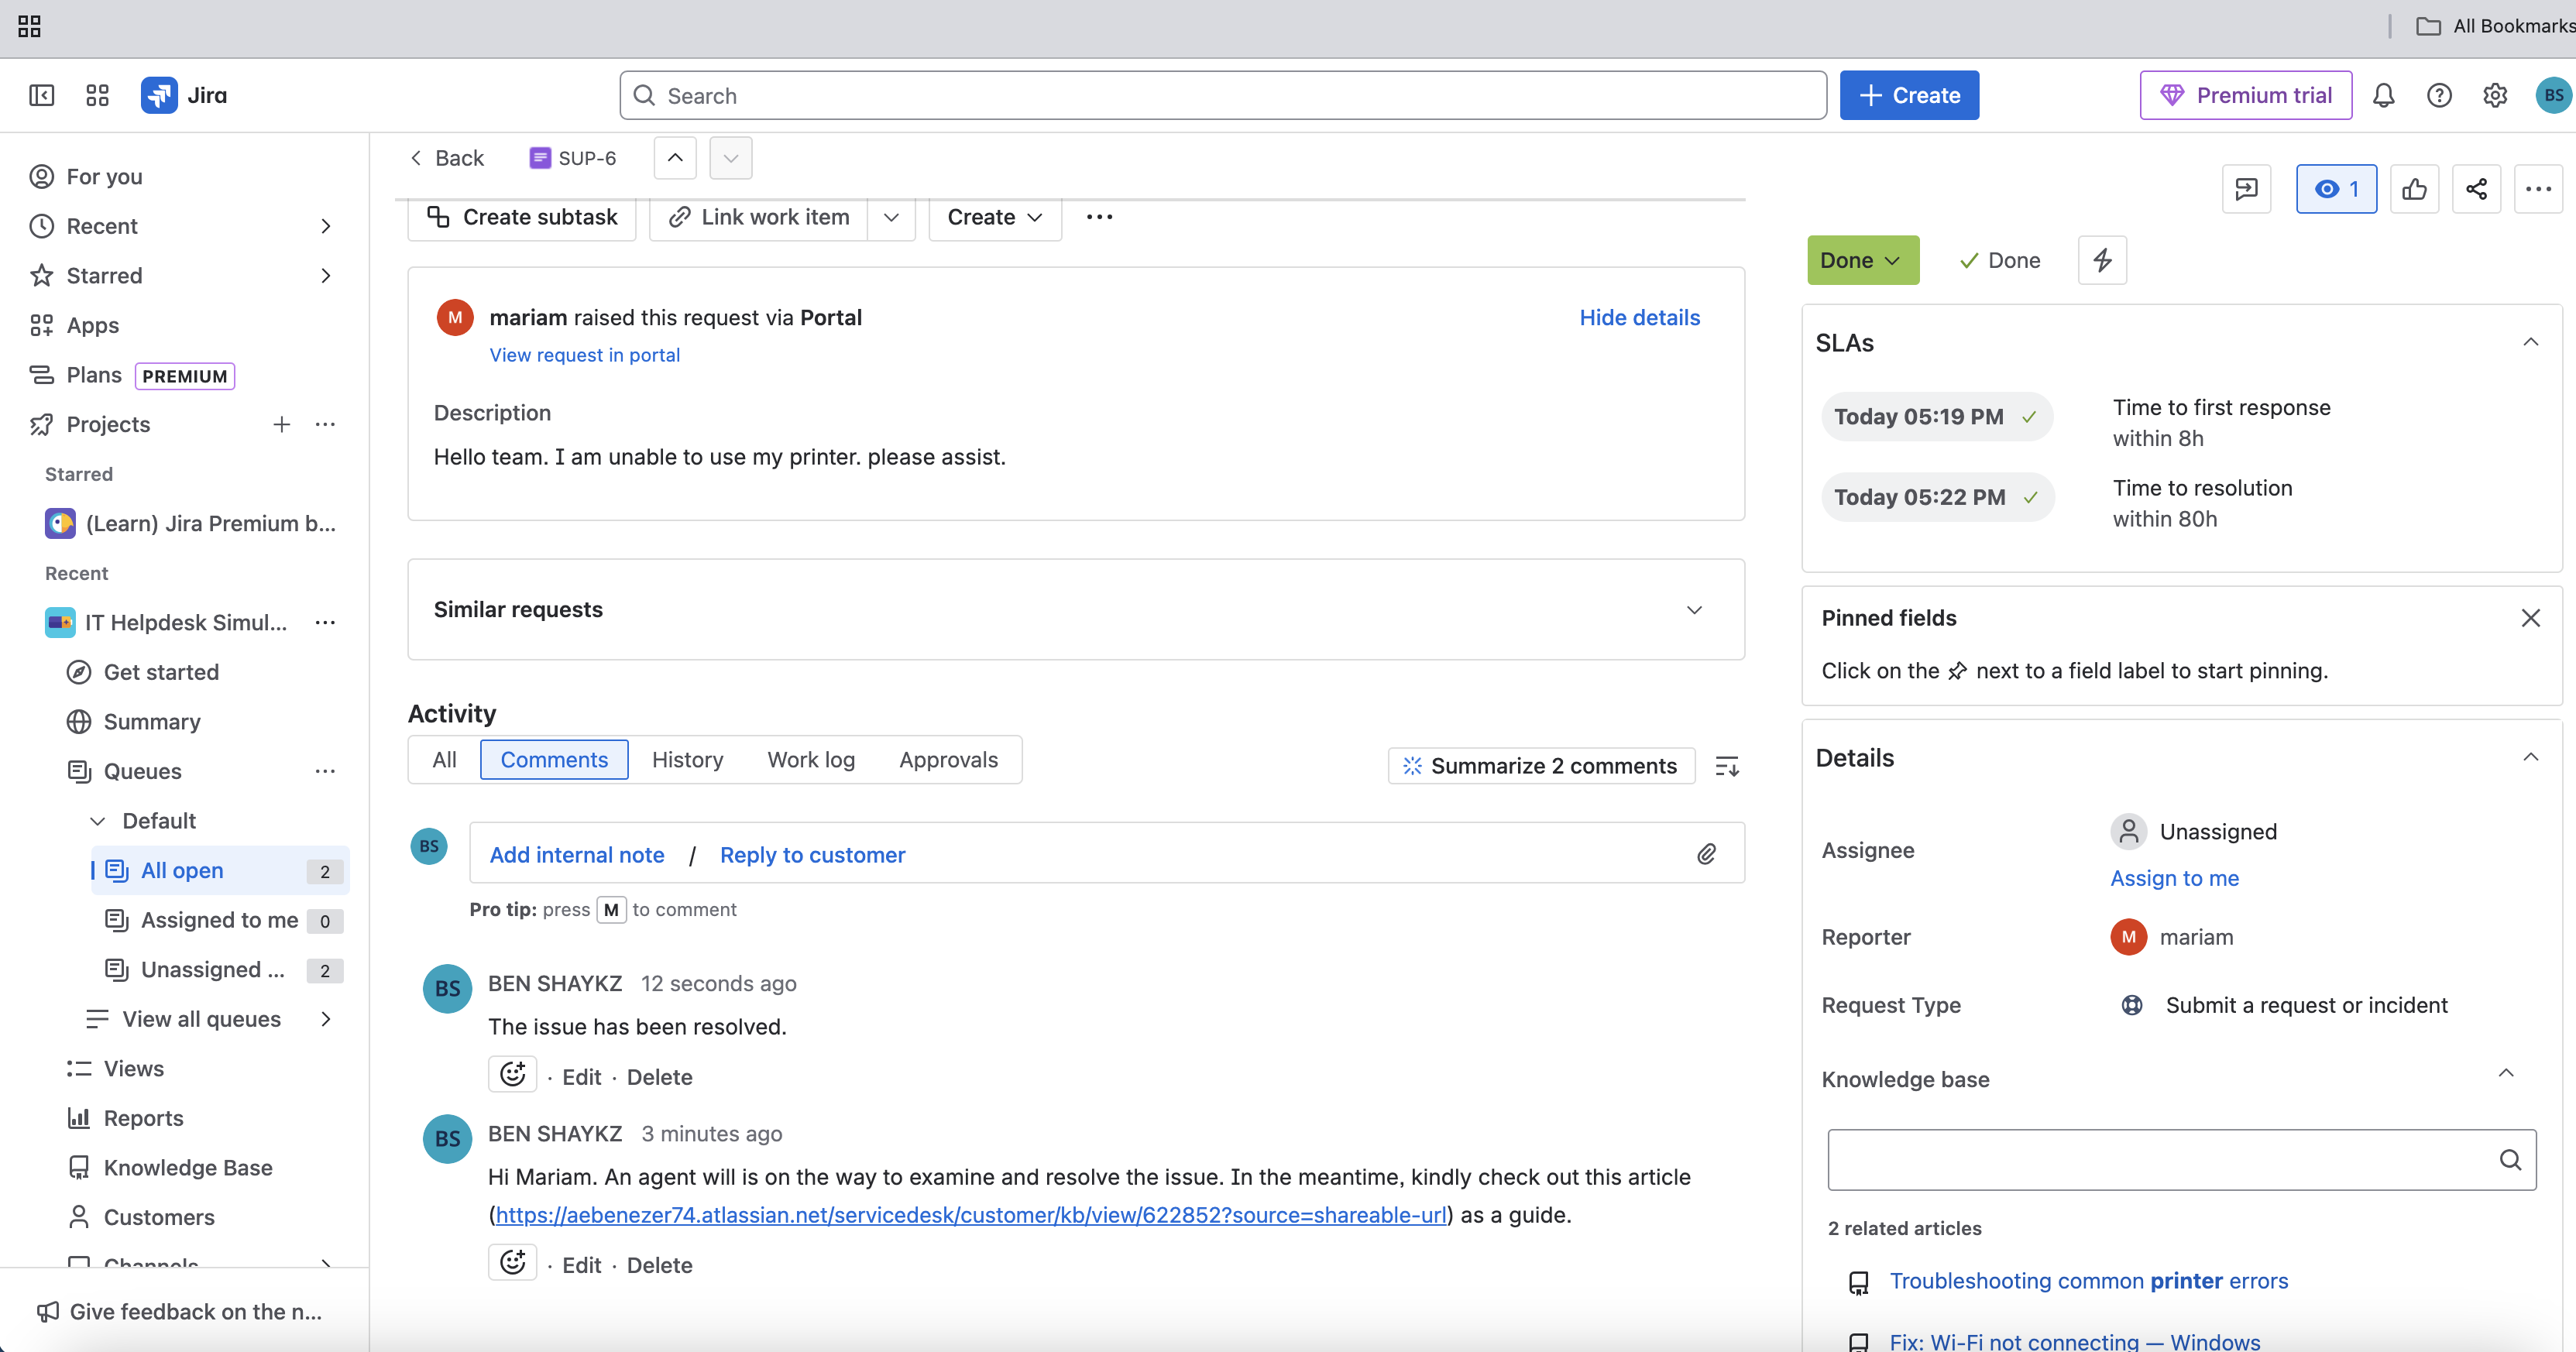 All Bookmarks
Jira
Search
Create
Premium trial
BS
For you
Recent
Starred
Apps
Plans PREMIUM
Projects
Starred
(Learn) Jira Premium b...
Recent
IT Helpdesk Simul...
Get started
Summary
Queues
Default
All open 2
Assigned to me 0
Unassigned ... 2
View all queues
Views
Reports
Knowledge Base
Customers
Channels
Give feedback on the n...
Back SUP-6
Create subtask Link work item Create
M mariam raised this request via Portal Hide details
View request in portal
Description
Hello team. I am unable to use my printer. please assist.
Similar requests
Activity
All Comments History Work log Approvals
Summarize 2 comments
BS Add internal note / Reply to customer
Pro tip: press M to comment
BS BEN SHAYKZ 12 seconds ago
The issue has been resolved.
· Edit · Delete
BS BEN SHAYKZ 3 minutes ago
Hi Mariam. An agent will is on the way to examine and resolve the issue. In the meantime, kindly check out this article
(https://aebenezer74.atlassian.net/servicedesk/customer/kb/view/622852?source=shareable-url) as a guide.
· Edit · Delete
1
Done Done
SLAs
Today 05:19 PM Time to first response
within 8h
Today 05:22 PM Time to resolution
within 80h
Pinned fields
Click on the next to a field label to start pinning.
Details
Assignee Unassigned
Assign to me
Reporter M mariam
Request Type Submit a request or incident
Knowledge base
2 related articles
Troubleshooting common printer errors
Fix: Wi-Fi not connecting — Windows